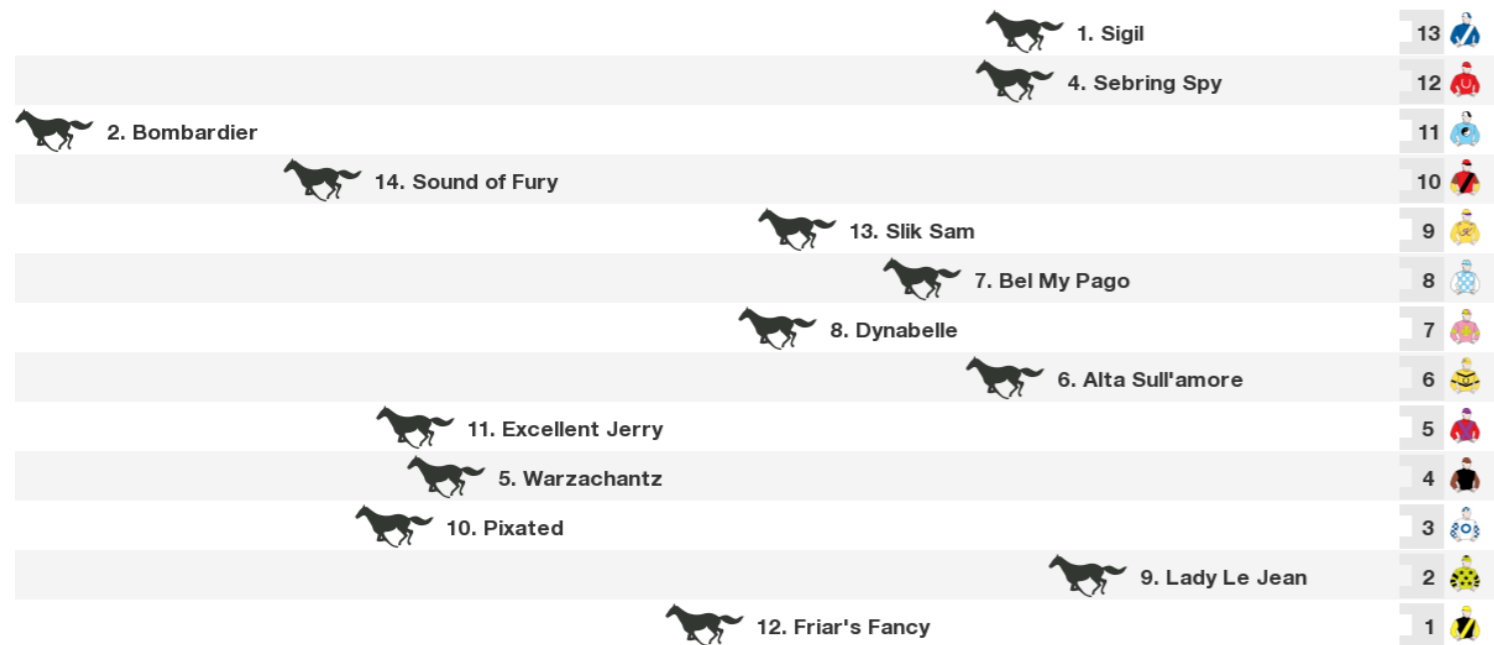 1. Sigil 13
4. Sebring Spy 12
2. Bombardier 11
14. Sound of Fury 10
13. Slik Sam 9
7. Bel My Pago 8
8. Dynabelle 7
6. Alta Sull'amore 6
11. Excellent Jerry 5
5. Warzachantz 4
10. Pixated 3
9. Lady Le Jean 2
12. Friar's Fancy 1